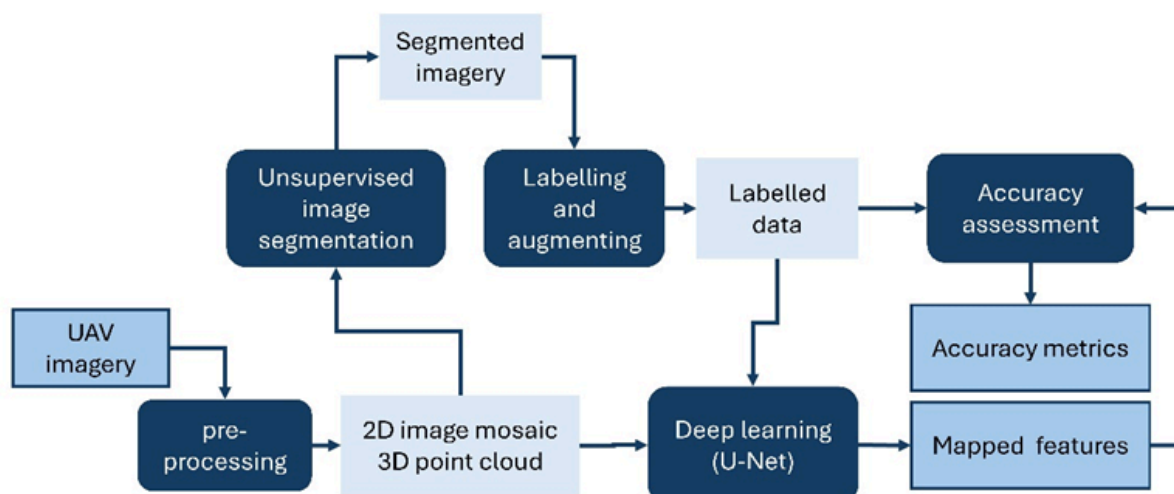 Segmented
imagery
Unsupervised
image
segmentation
Labelling
and
augmenting
Labelled
data
Accuracy
assessment
UAV
imagery
Accuracy metrics
pre-
processing
2D image mosaic
3D point cloud
Deep learning
(U-Net)
Mapped features